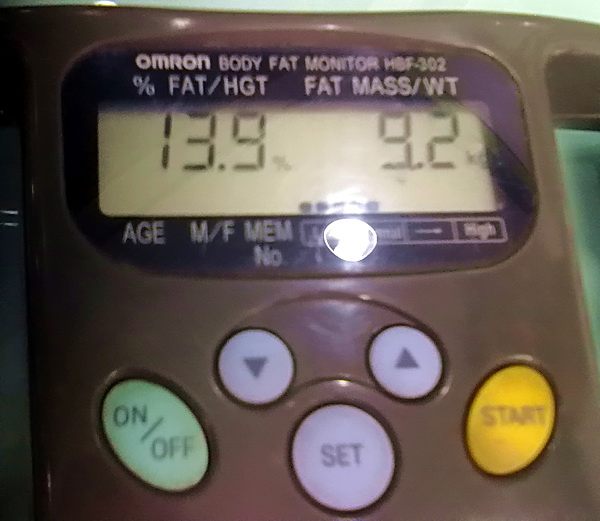 OMRON BODY FAT MONITOR HBF-302
% FAT/HGT FAT MASS/WT
13.9 % 9.2
AGE M/F MEM High
No
ON/OFF
SET
START